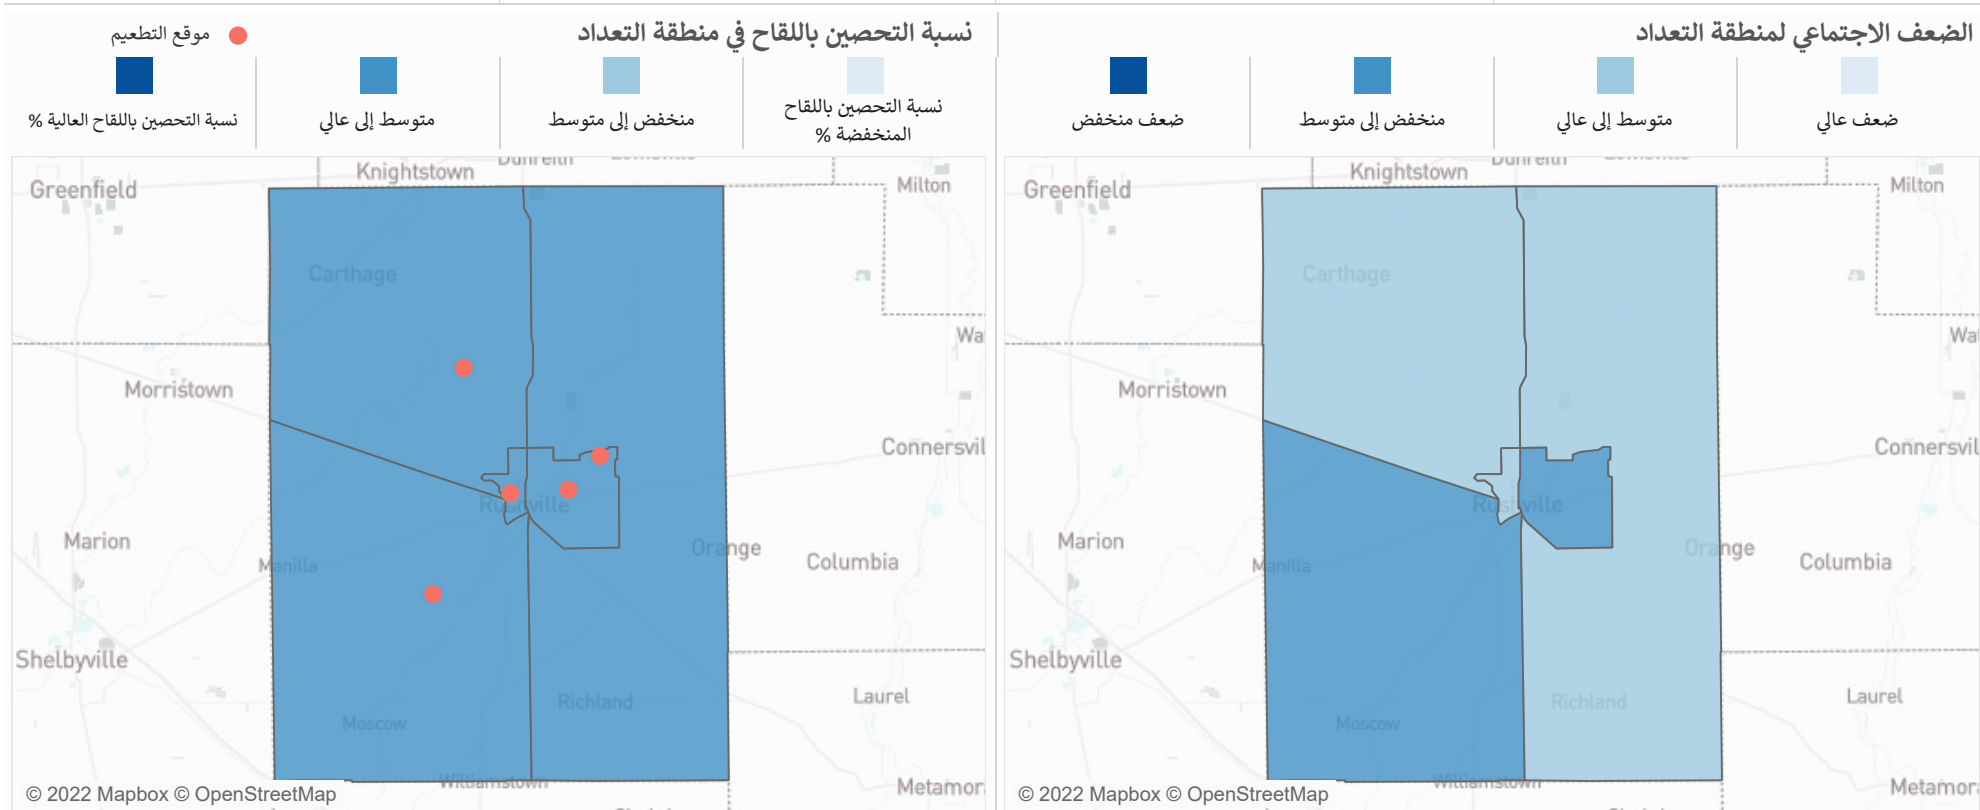 الضعف الاجتماعي لمنطقة التعداد
ضعف عالي
متوسط إلى عالي
منخفض إلى متوسط
ضعف منخفض
Knightstown
Dunreith
Greenfield
Milton
Carthage
Morristown
Connersvil
Rushville
Marion
Manilla
Orange
Columbia
Shelbyville
Laurel
Richland
Moscow
Williamstown
Metamor
© 2022 Mapbox © OpenStreetMap
نسبة التحصين باللقاح في منطقة التعداد
موقع التطعيم
نسبة التحصين باللقاح
المنخفضة %
منخفض إلى متوسط
متوسط إلى عالي
نسبة التحصين باللقاح العالية %
Knightstown
Dunreith
Greenfield
Milton
Carthage
Wa
Morristown
Connersvil
Rushville
Marion
Manilla
Orange
Columbia
Shelbyville
Laurel
Richland
Moscow
Williamstown
Metamor
© 2022 Mapbox © OpenStreetMap